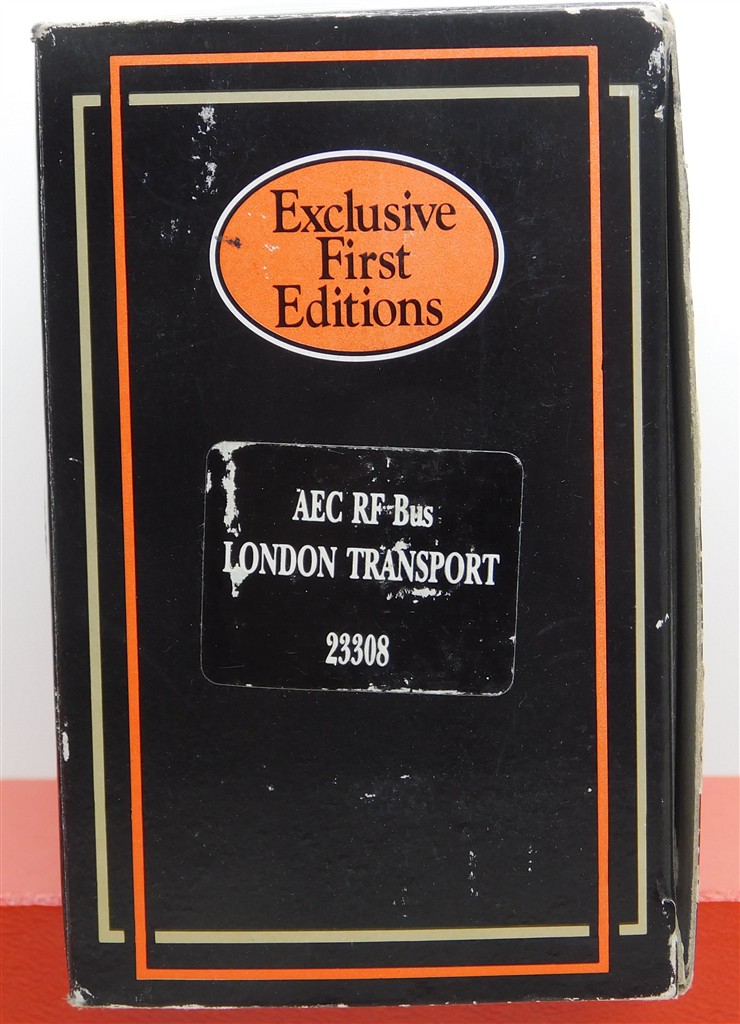 Exclusive
First
Editions
AEC RF Bus
LONDON TRANSPORT
23308